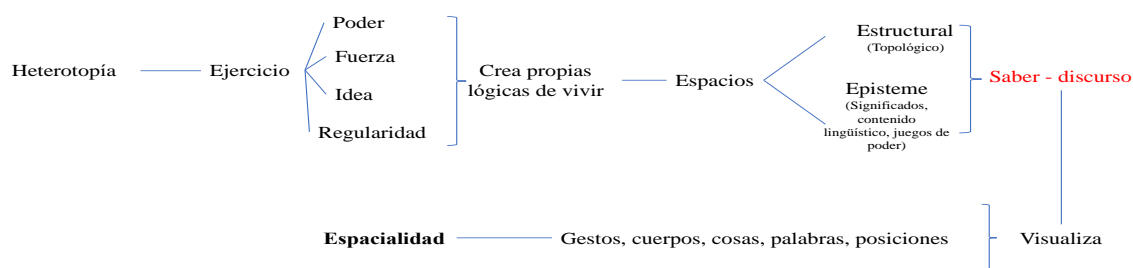 Heterotopía
Ejercicio
Poder
Fuerza
Idea
Regularidad
Crea propias
lógicas de vivir
Espacios
Estructural
(Topológico)
Episteme
(Significados,
contenido
lingüístico, juegos de
poder)
Saber - discurso
Espacialidad
Gestos, cuerpos, cosas, palabras, posiciones
Visualiza